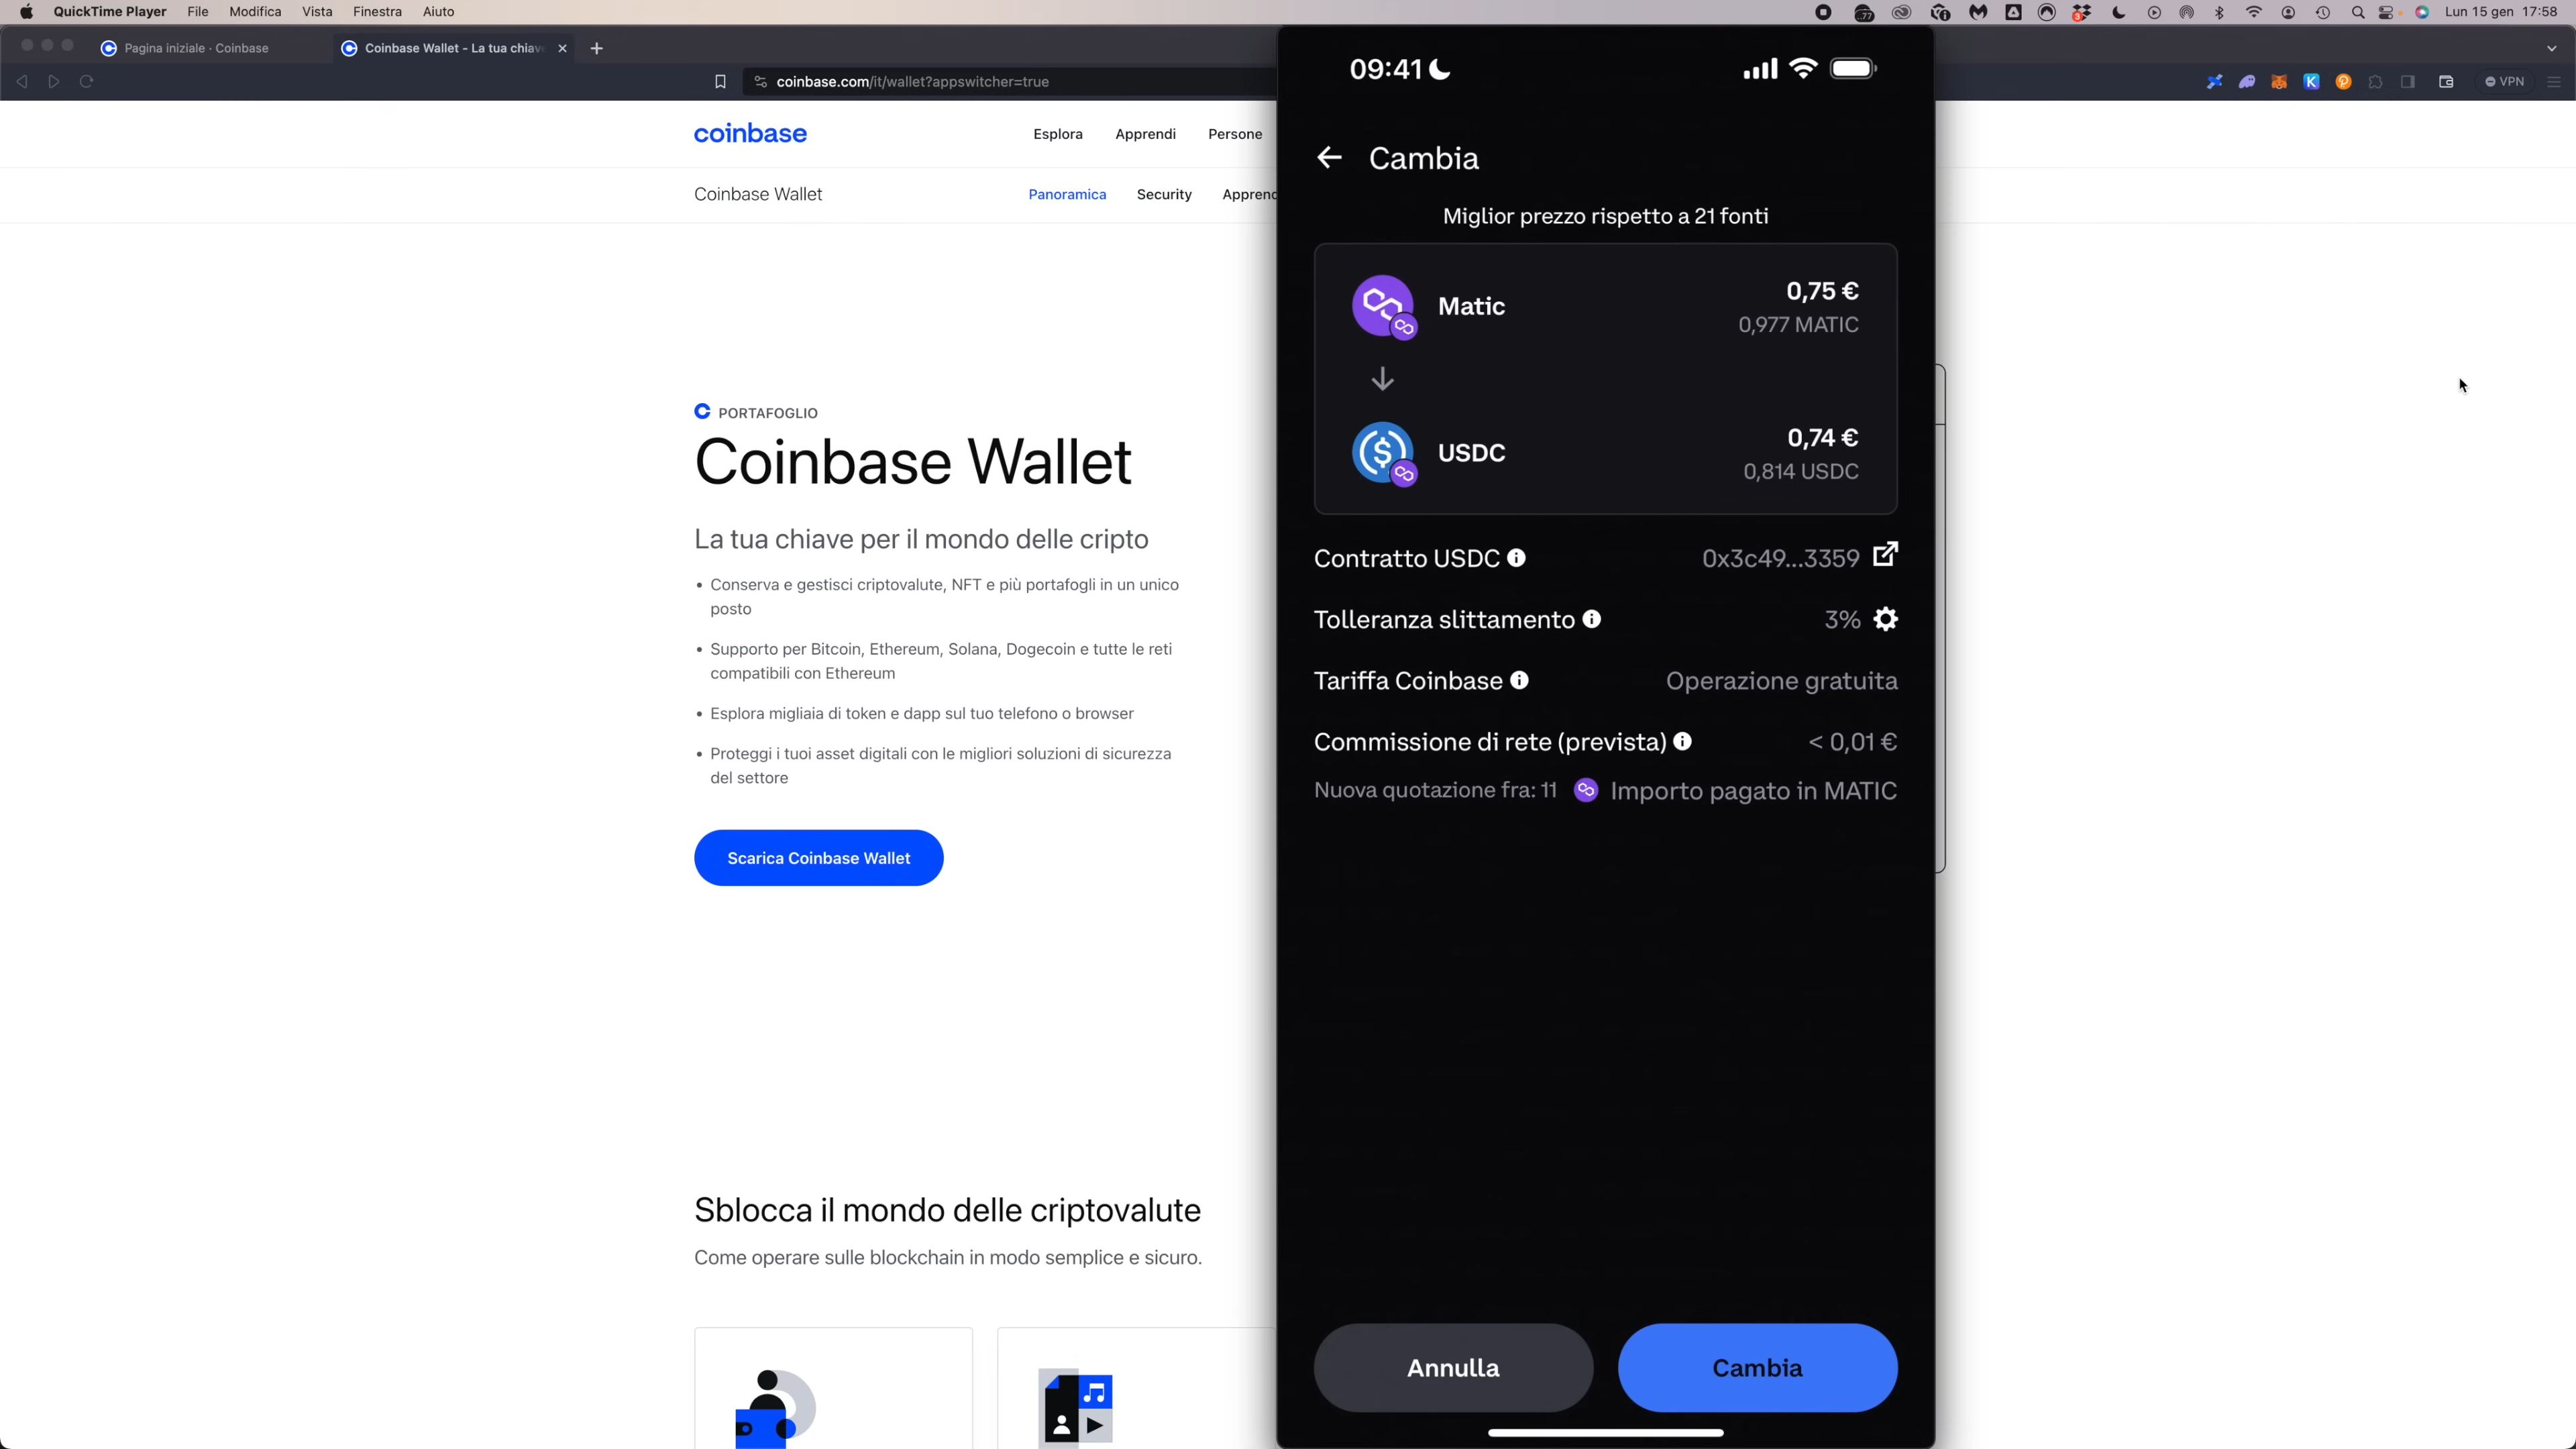 QuickTime Player File Modifica Vista Finestra Aiuto
77
3
Lun 15 gen 17:58
Pagina iniziale · Coinbase
Coinbase Wallet - La tua chiave
coinbase.com/it/wallet?appswitcher=true
VPN
coinbase
Esplora Apprendi Persone
Coinbase Wallet
Panoramica Security Apprend
PORTAFOGLIO
Coinbase Wallet
La tua chiave per il mondo delle cripto
• Conserva e gestisci criptovalute, NFT e più portafogli in un unico
posto
• Supporto per Bitcoin, Ethereum, Solana, Dogecoin e tutte le reti
compatibili con Ethereum
• Esplora migliaia di token e dapp sul tuo telefono o browser
• Proteggi i tuoi asset digitali con le migliori soluzioni di sicurezza
del settore
Scarica Coinbase Wallet
Sblocca il mondo delle criptovalute
Come operare sulle blockchain in modo semplice e sicuro.
09:41
Cambia
Miglior prezzo rispetto a 21 fonti
Matic
0,75 €
0,977 MATIC
USDC
0,74 €
0,814 USDC
Contratto USDC 0x3c49...3359
Tolleranza slittamento 3%
Tariffa Coinbase Operazione gratuita
Commissione di rete (prevista) < 0,01 €
Nuova quotazione fra: 11 Importo pagato in MATIC
Annulla Cambia